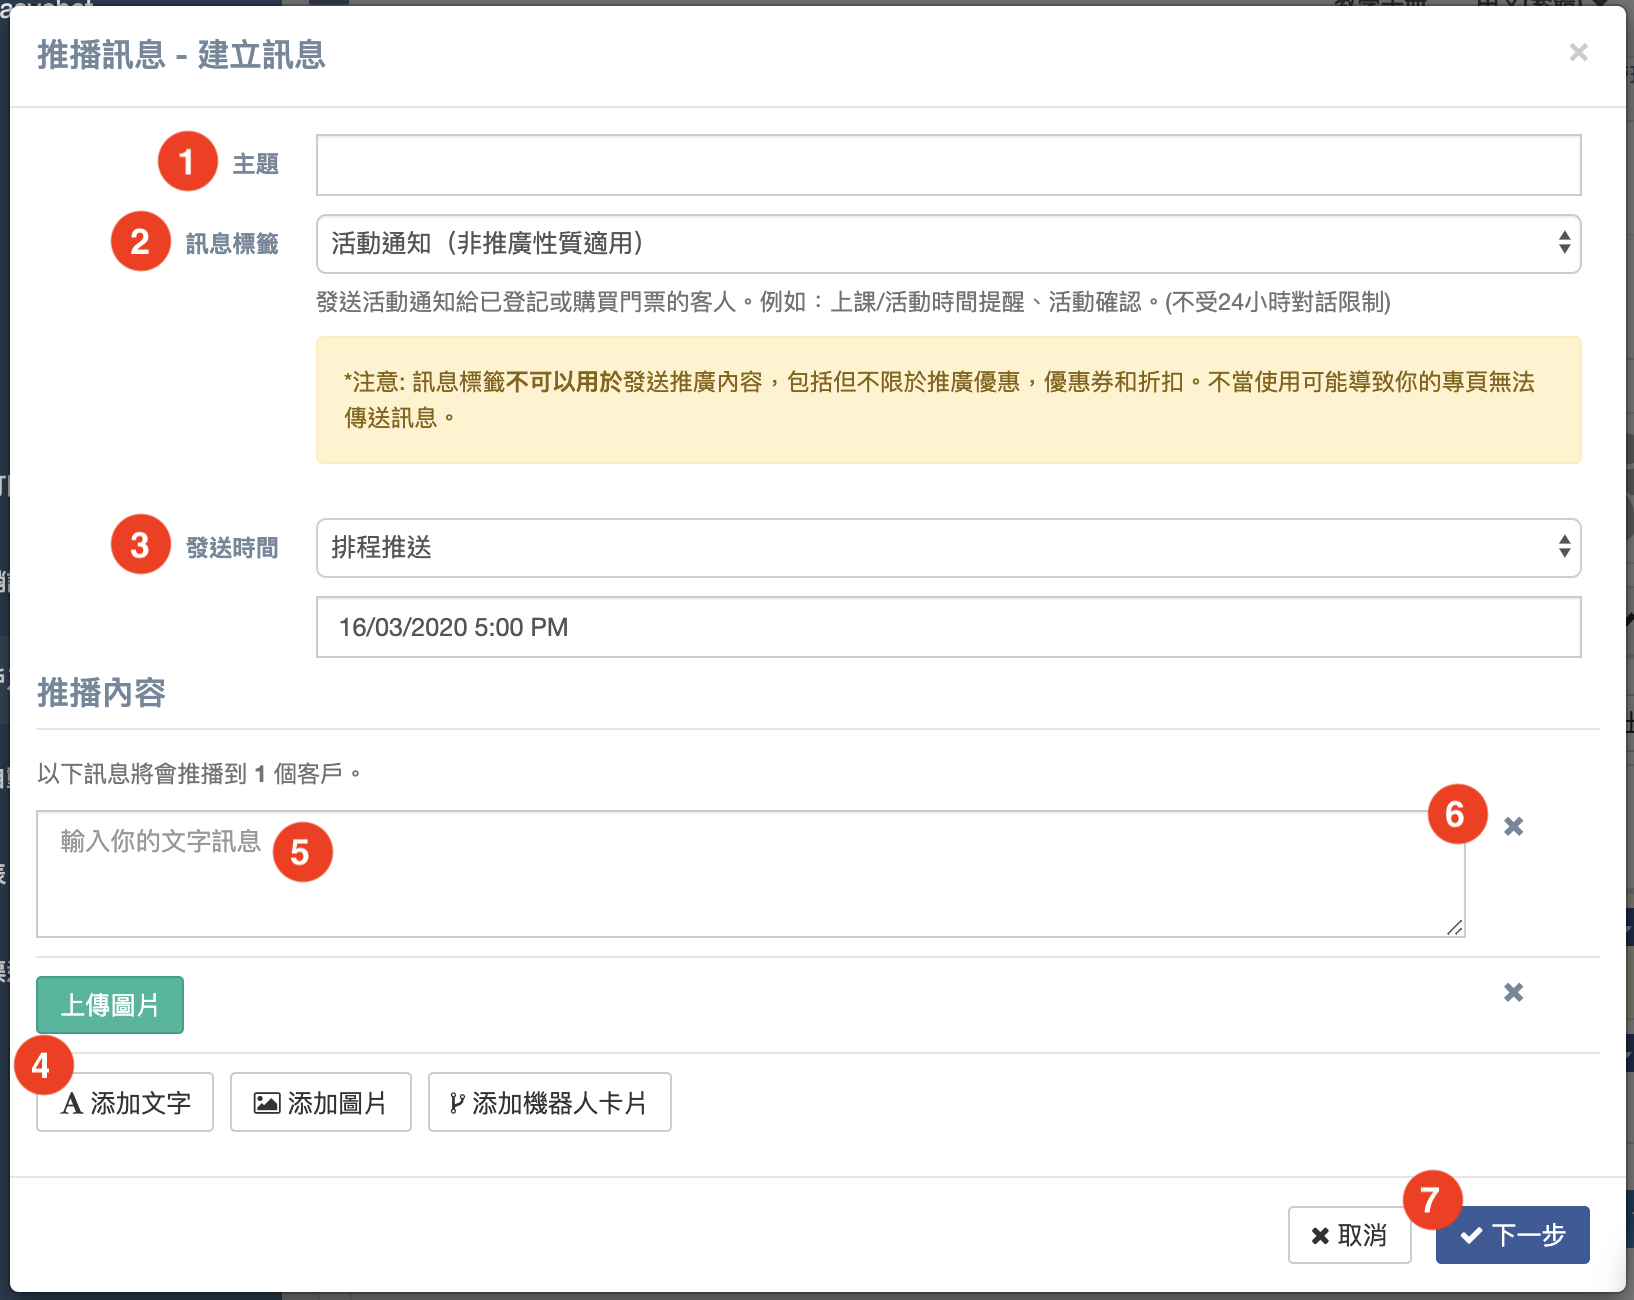 推播訊息 - 建立訊息
×
1 主題
2 訊息標籤 活動通知（非推廣性質適用）
發送活動通知給已登記或購買門票的客人。例如：上課/活動時間提醒、活動確認。(不受24小時對話限制)
*注意: 訊息標籤不可以用於發送推廣內容，包括但不限於推廣優惠，優惠券和折扣。不當使用可能導致你的專頁無法
傳送訊息。
3 發送時間 排程推送
16/03/2020 5:00 PM
推播內容
以下訊息將會推播到 1 個客戶。
輸入你的文字訊息 5 6
上傳圖片
4
A 添加文字 添加圖片 添加機器人卡片
7
取消 下一步